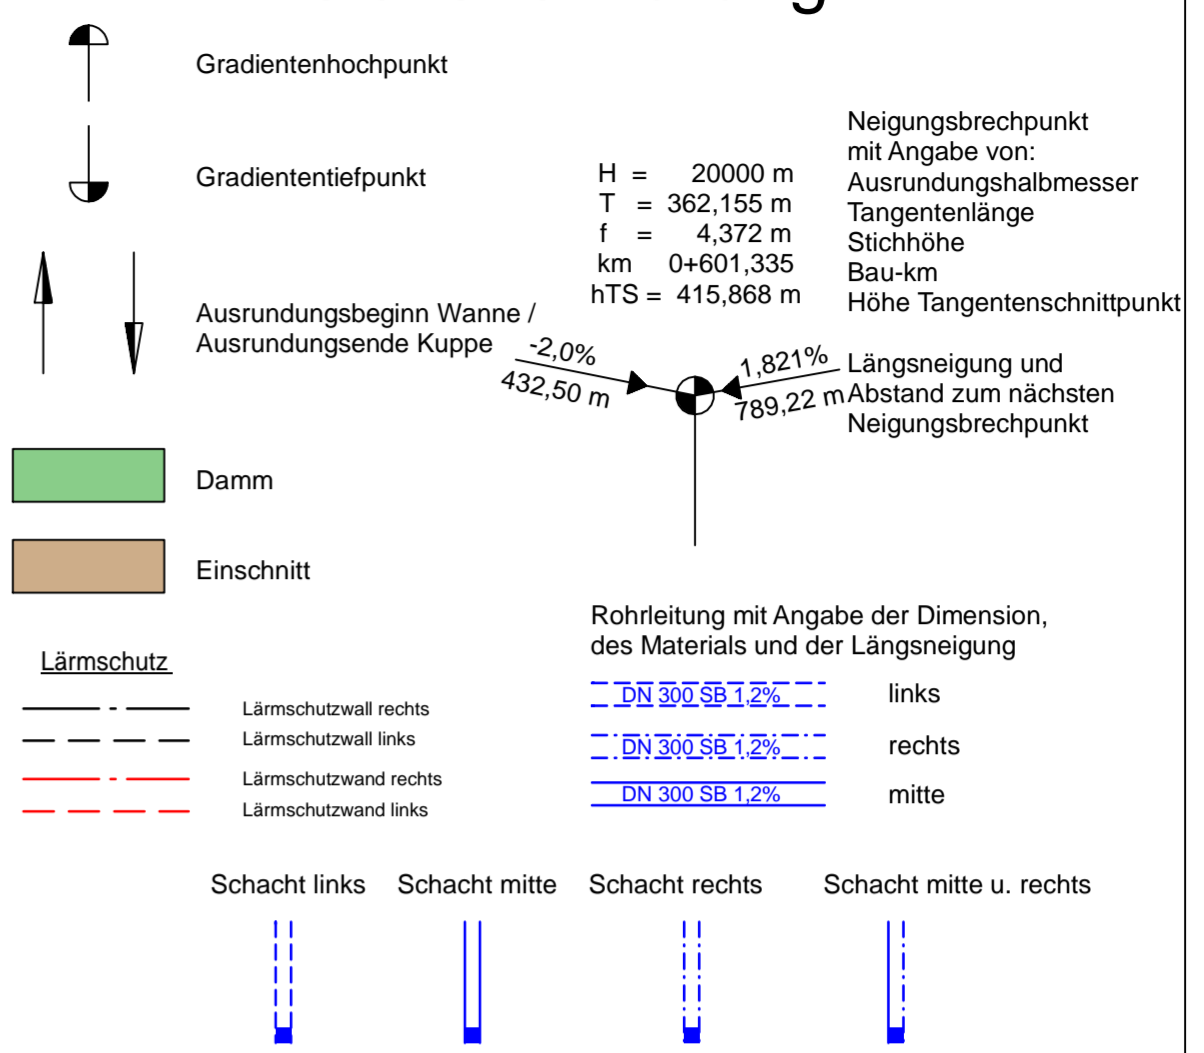 Gradientenhochpunkt
Gradiententiefpunkt
Ausrundungsbeginn Wanne /
Ausrundungsende Kuppe
Damm
Einschnitt
H = 20000 m
T = 362,155 m
f = 4,372 m
km 0+601,335
hTS = 415,868 m
Neigungsbrechpunkt
mit Angabe von:
Ausrundungshalbmesser
Tangentenlänge
Stichhöhe
Bau-km
Höhe Tangentenschnittpunkt
-2,0%
432,50 m
1,821%
789,22 m
Längsneigung und
Abstand zum nächsten
Neigungsbrechpunkt
Lärmschutz
Lärmschutzwall rechts
Lärmschutzwall links
Lärmschutzwand rechts
Lärmschutzwand links
Rohrleitung mit Angabe der Dimension,
des Materials und der Längsneigung
DN 300 SB 1,2% links
DN 300 SB 1,2% rechts
DN 300 SB 1,2% mitte
Schacht links Schacht mitte Schacht rechts Schacht mitte u. rechts